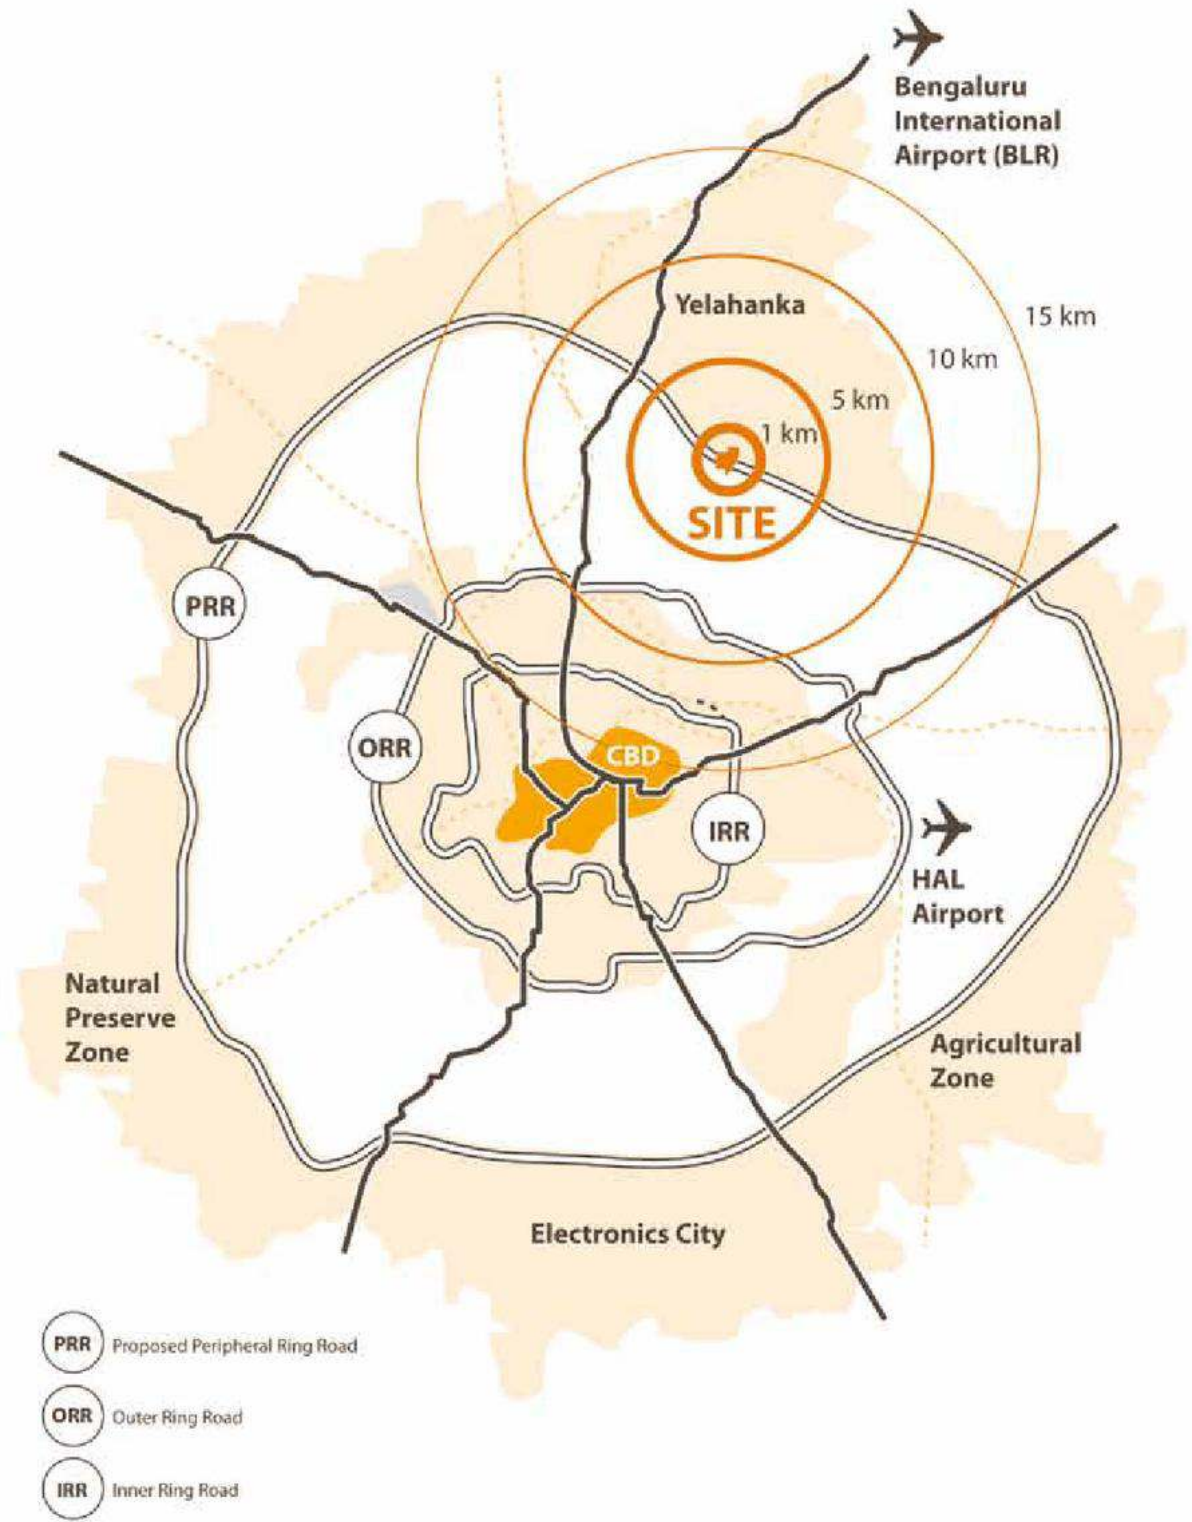 Bengaluru
International
Airport (BLR)
Yelahanka
15 km
10 km
5 km
1 km
SITE
PRR
ORR
CBD
IRR
HAL
Airport
Natural
Preserve
Zone
Agricultural
Zone
Electronics City
PRR Proposed Peripheral Ring Road
ORR Outer Ring Road
IRR Inner Ring Road